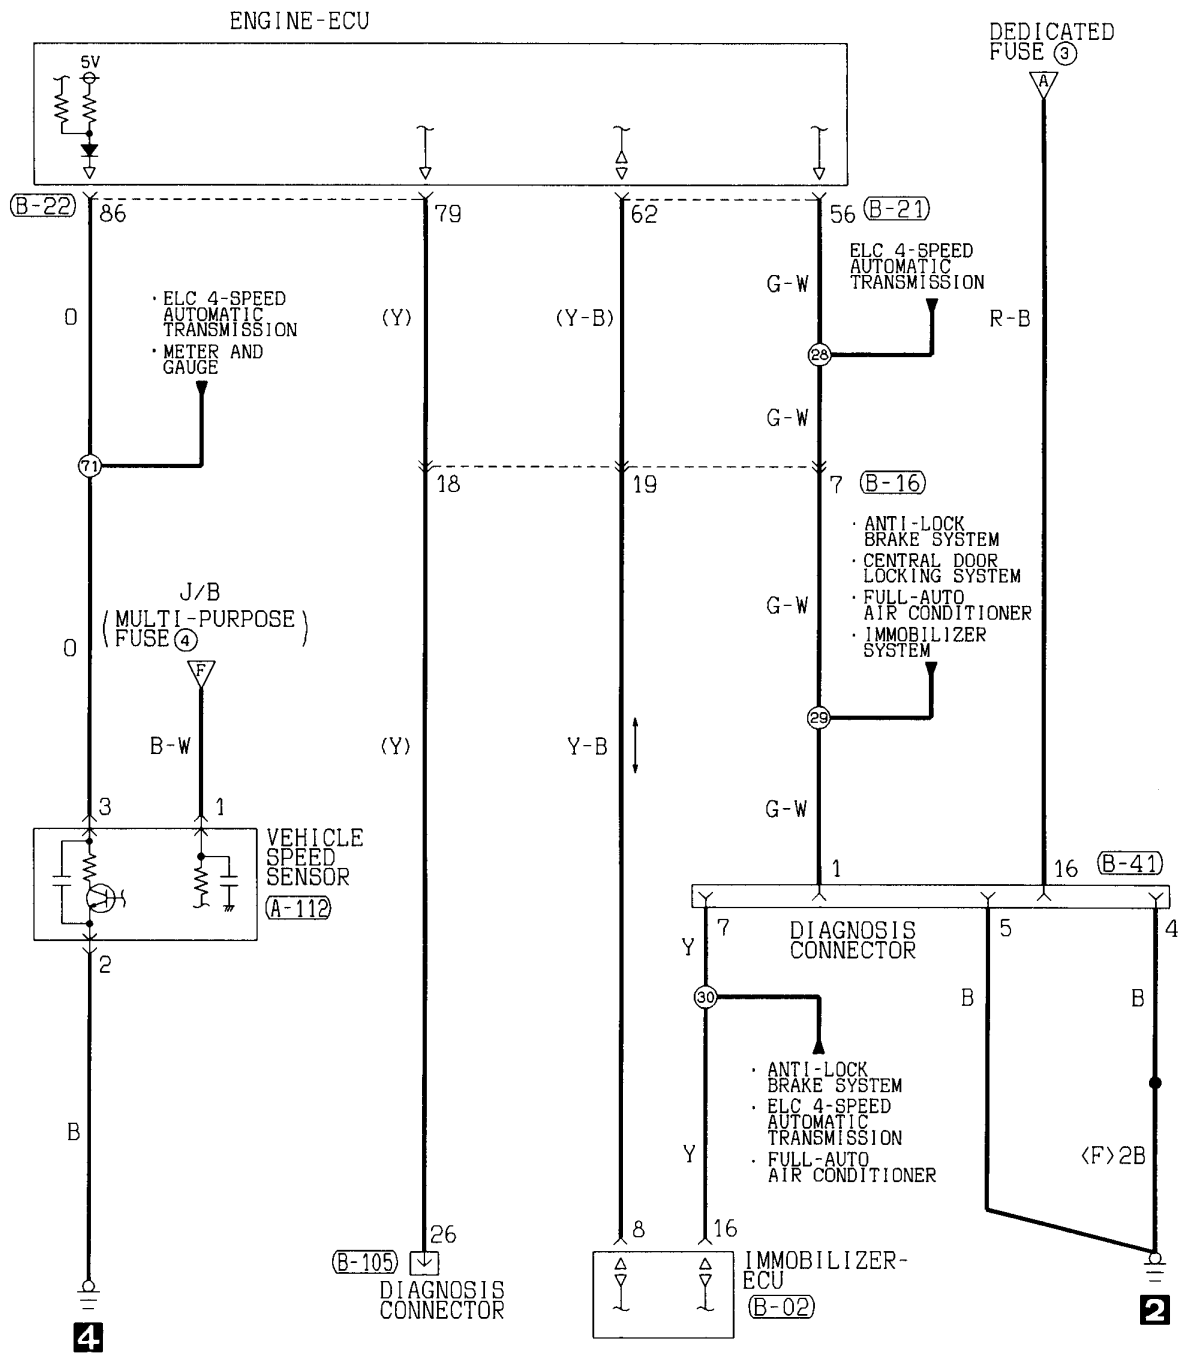 ENGINE-ECU
DEDICATED
FUSE ③
A
5V
B-22
86
79
62
56
B-21
ELC 4-SPEED
AUTOMATIC
TRANSMISSION
G-W
· ELC 4-SPEED
AUTOMATIC
TRANSMISSION
· METER AND
GAUGE
O
(Y)
(Y-B)
R-B
28
G-W
71
18
19
7
B-16
· ANTI-LOCK
BRAKE SYSTEM
· CENTRAL DOOR
LOCKING SYSTEM
· FULL-AUTO
AIR CONDITIONER
· IMMOBILIZER
SYSTEM
J/B
(MULTI-PURPOSE
FUSE④)
G-W
O
F
29
B-W
(Y)
Y-B
G-W
3
1
VEHICLE
SPEED
SENSOR
A-112
1
16
B-41
2
7
DIAGNOSIS
CONNECTOR
5
4
Y
30
B
B
· ANTI-LOCK
BRAKE SYSTEM
· ELC 4-SPEED
AUTOMATIC
TRANSMISSION
· FULL-AUTO
AIR CONDITIONER
B
Y
<F>2B
26
8
16
B-105
DIAGNOSIS
CONNECTOR
IMMOBILIZER-
ECU
B-02
4
2